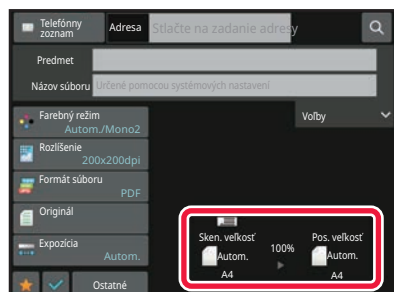 Telefónny zoznam
Adresa
Stlačte na zadanie adresy
Predmet
Názov súboru
Určené pomocou systémových nastavení
Farebný režim
Autom./Mono2
Voľby
Rozlíšenie
200x200dpi
Formát súboru
PDF
Originál
Expozícia
Autom.
Sken. veľkosť
Autom.
A4
100%
Pos. veľkosť
Autom.
A4
Ostatné